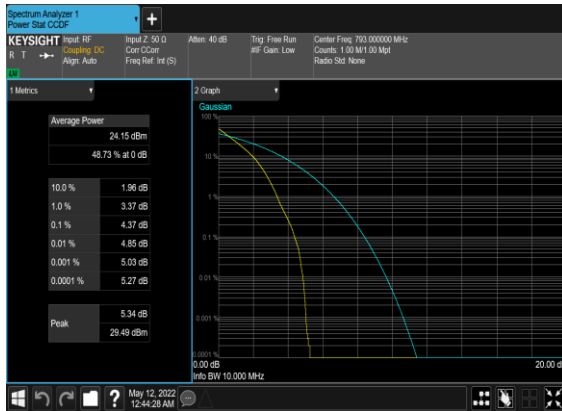 Spectrum Analyzer 1
Power Stat CCDF
KEYSIGHT
R T
Input: RF
Coupling: DC
Align: Auto
Input Z: 50 Ω
Corr CCorr
Freq Ref: Int (S)
Atten: 40 dB
Trig: Free Run
#IF Gain: Low
Center Freq: 793.000000 MHz
Counts: 1.00 M/1.00 Mpt
Radio Std: None
1 Metrics
Average Power
24.15 dBm
48.73 % at 0 dB
10.0 % 1.96 dB
1.0 % 3.37 dB
0.1 % 4.37 dB
0.01 % 4.85 dB
0.001 % 5.03 dB
0.0001 % 5.27 dB
Peak
5.34 dB
29.49 dBm
2 Graph
Gaussian
100 %
10 %
1 %
0.1 %
0.01 %
0.001 %
0.0001 %
0.00 dB
20.00 d
Info BW 10.000 MHz
?
May 12, 2022
12:44:28 AM